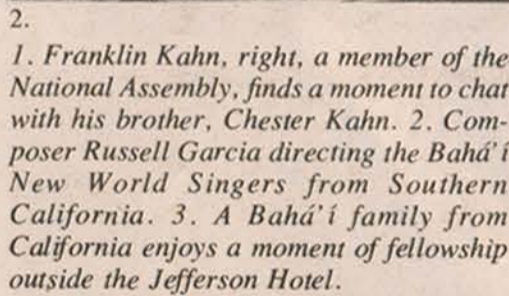 2.
1. Franklin Kahn, right, a member of the
National Assembly, finds a moment to chat
with his brother, Chester Kahn. 2. Com-
poser Russell Garcia directing the Bahá'í
New World Singers from Southern
California. 3. A Bahá'í family from
California enjoys a moment of fellowship
outside the Jefferson Hotel.